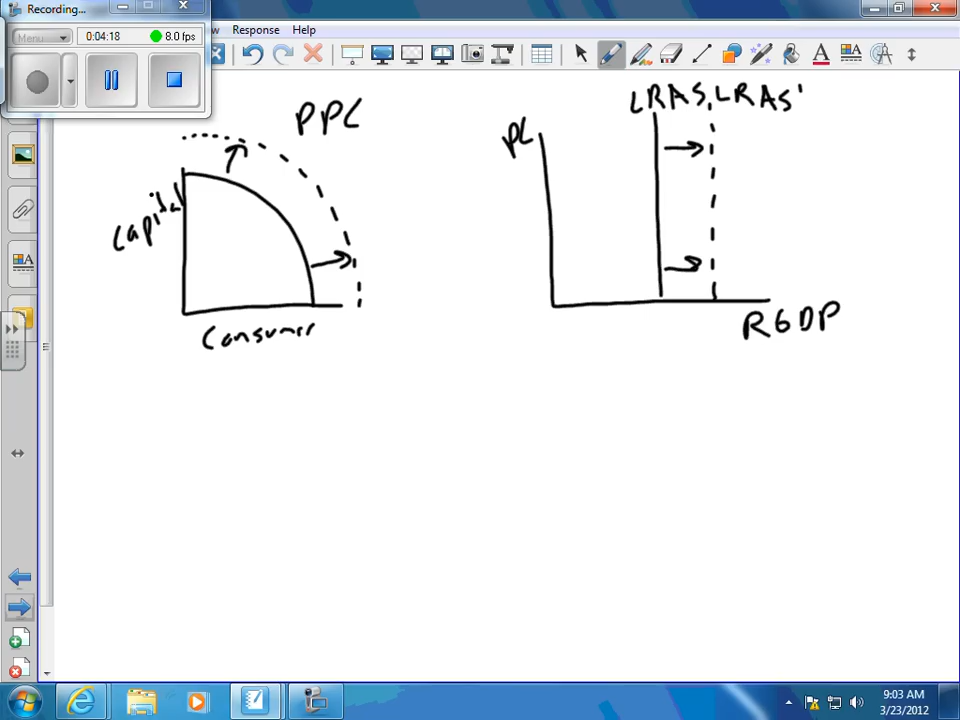 Recording...
Menu
0:04:18
8.0 fps
Response
Help
PPC
Capital
Consumer
LRAS, LRAS'
PL
RGDP
9:03 AM
3/23/2012